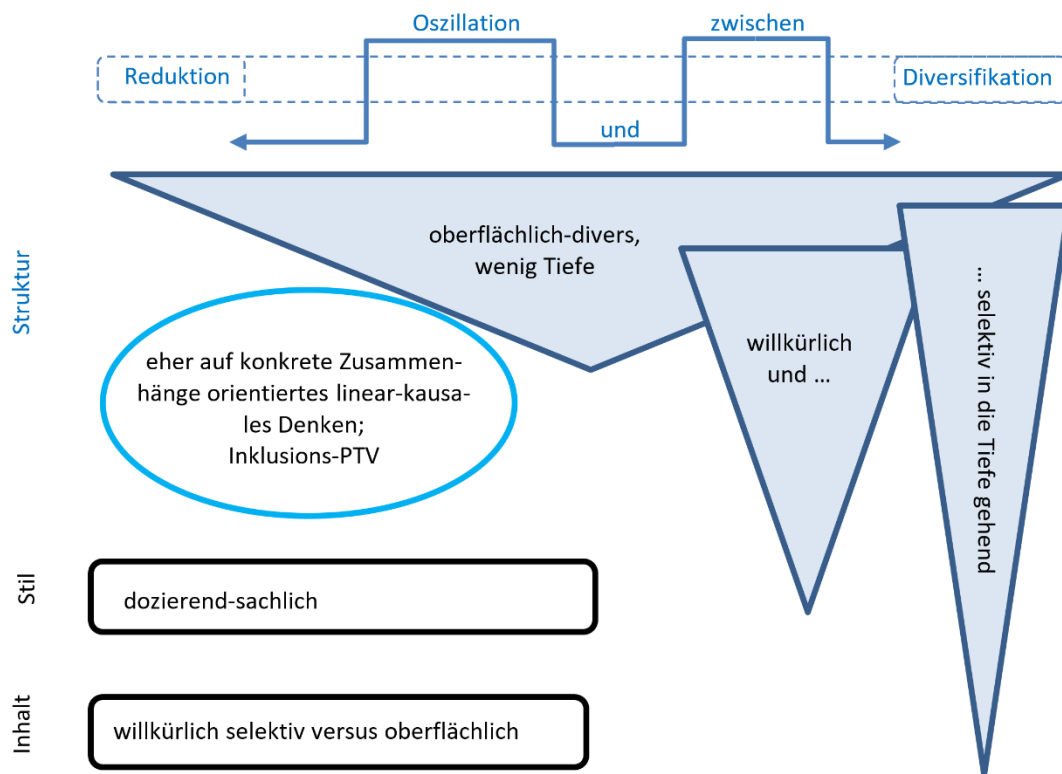 Oszillation
zwischen
Reduktion
Diversifikation
und
Struktur
oberflächlich-divers,
wenig Tiefe
willkürlich
und ...
... selektiv in die Tiefe gehend
eher auf konkrete Zusammen-
hänge orientiertes linear-kausa-
les Denken;
Inklusions-PTV
Stil
dozierend-sachlich
Inhalt
willkürlich selektiv versus oberflächlich